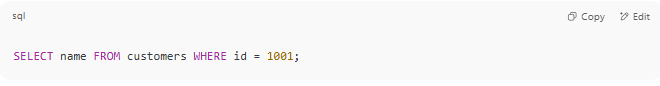 sql
Copy
Edit
SELECT name FROM customers WHERE id = 1001;